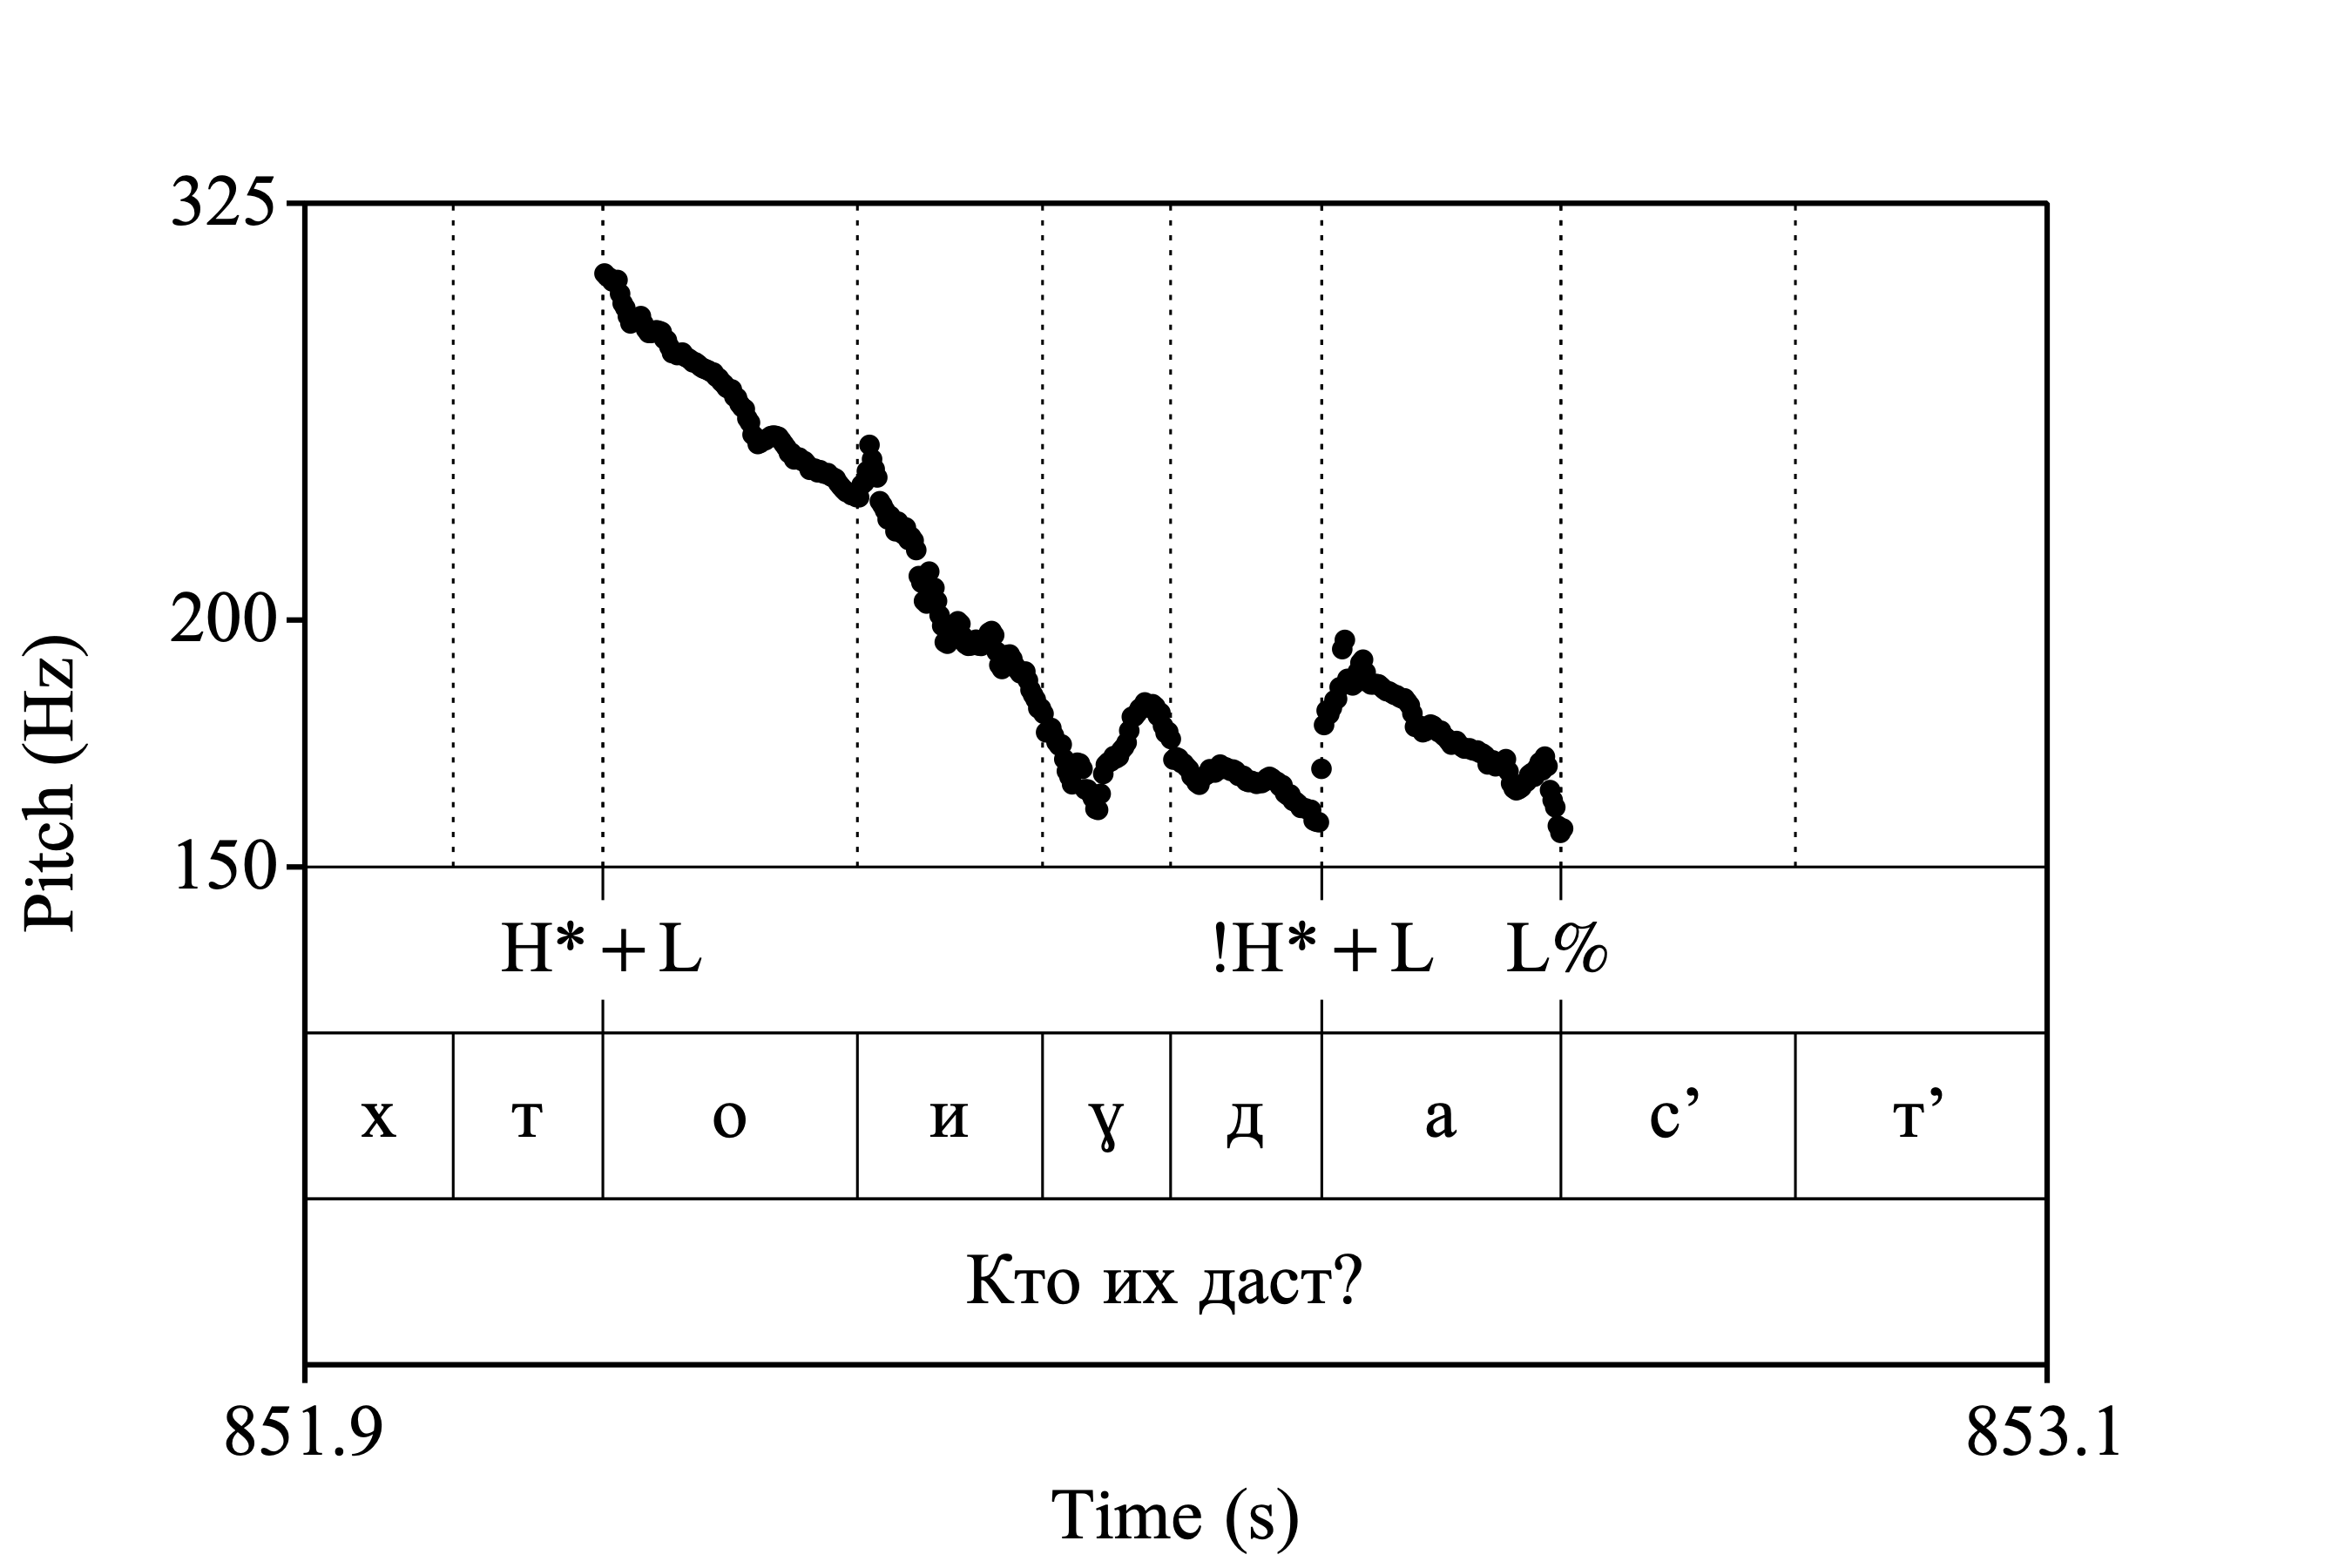 325
200
150
Pitch (Hz)
H*+L !H*+L L%
х т о и ɣ д а с’ т’
Кто их даст?
851.9 853.1
Time (s)